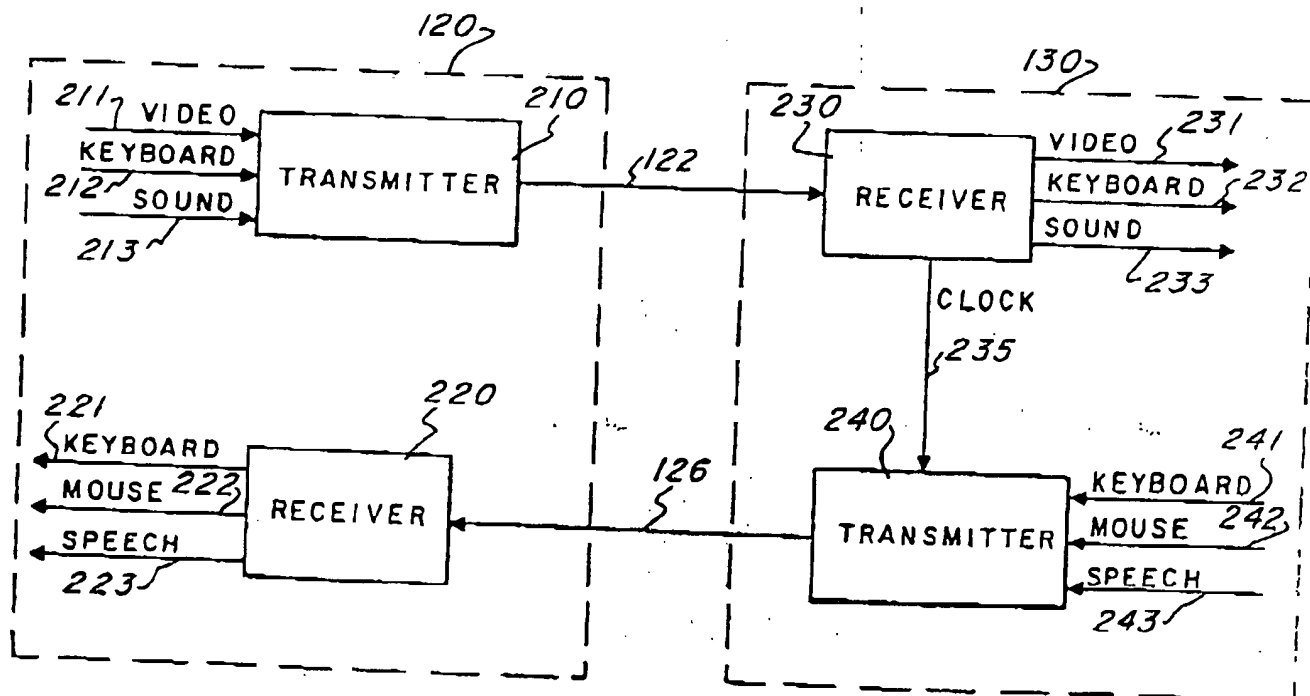 120
130
211 VIDEO
210
KEYBOARD
212
TRANSMITTER
SOUND
213
122
230
VIDEO 231
KEYBOARD 232
RECEIVER
SOUND
233
CLOCK
235
221
KEYBOARD
220
MOUSE 222
RECEIVER
SPEECH
223
126
240
241
KEYBOARD
242
TRANSMITTER
MOUSE
SPEECH
243